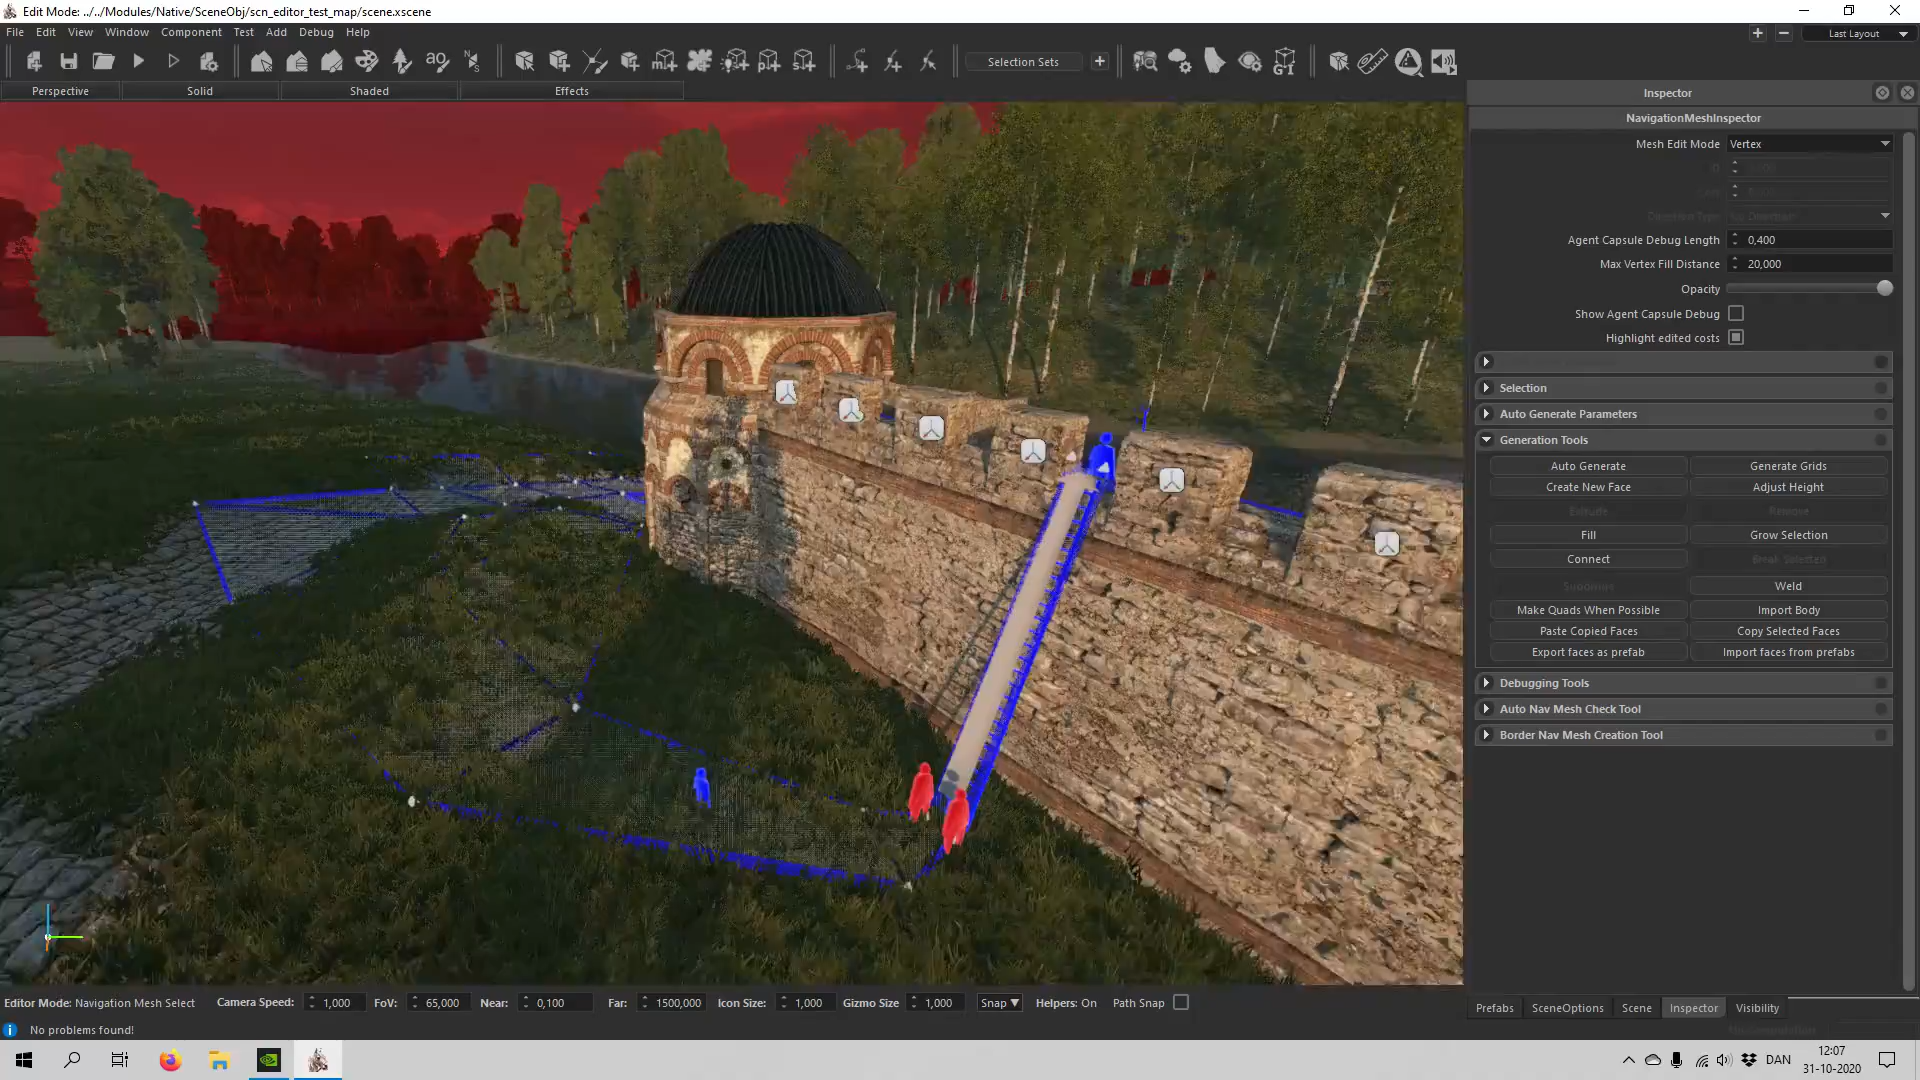 Edit Mode: ../../Modules/Native/SceneObj/scn_editor_test_map/scene.xscene
File Edit View Window Component Test Add Debug Help
Last Layout
Selection Sets
Perspective Solid Shaded Effects
Inspector
NavigationMeshInspector
Mesh Edit Mode Vertex
Agent Capsule Debug Length 0,400
Max Vertex Fill Distance 20,000
Opacity
Show Agent Capsule Debug
Highlight edited costs
Selection
Auto Generate Parameters
Generation Tools
Auto Generate Generate Grids
Create New Face Adjust Height
Extrude Remove
Fill Grow Selection
Connect Break Selection
Subdivide Weld
Make Quads When Possible Import Body
Paste Copied Faces Copy Selected Faces
Export faces as prefab Import faces from prefabs
Debugging Tools
Auto Nav Mesh Check Tool
Border Nav Mesh Creation Tool
Editor Mode: Navigation Mesh Select Camera Speed: 1,000 FoV: 65,000 Near: 0,100 Far: 1500,000 Icon Size: 1,000 Gizmo Size 1,000 Snap Helpers: On Path Snap
Prefabs SceneOptions Scene Inspector Visibility
No problems found!
DAN 12:07
31-10-2020